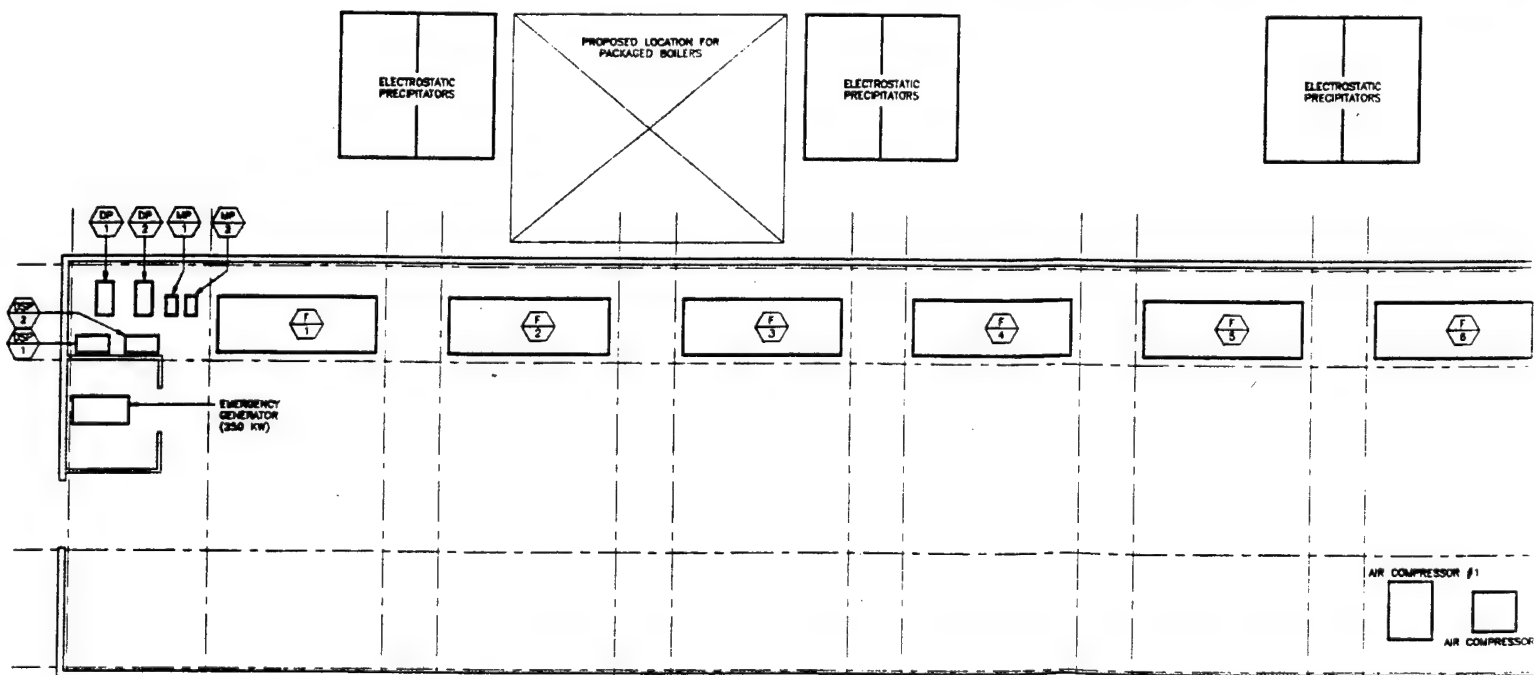 PROPOSED LOCATION FOR
PACKAGED BOILERS
ELECTROSTATIC
PRECIPITATORS
ELECTROSTATIC
PRECIPITATORS
ELECTROSTATIC
PRECIPITATORS
DP
1
DP
2
MP
1
MP
3
DSP
2
DSP
1
F
1
F
2
F
3
F
4
F
5
F
6
EMERGENCY
GENERATOR
(350 KW)
AIR COMPRESSOR #1
AIR COMPRESSOR